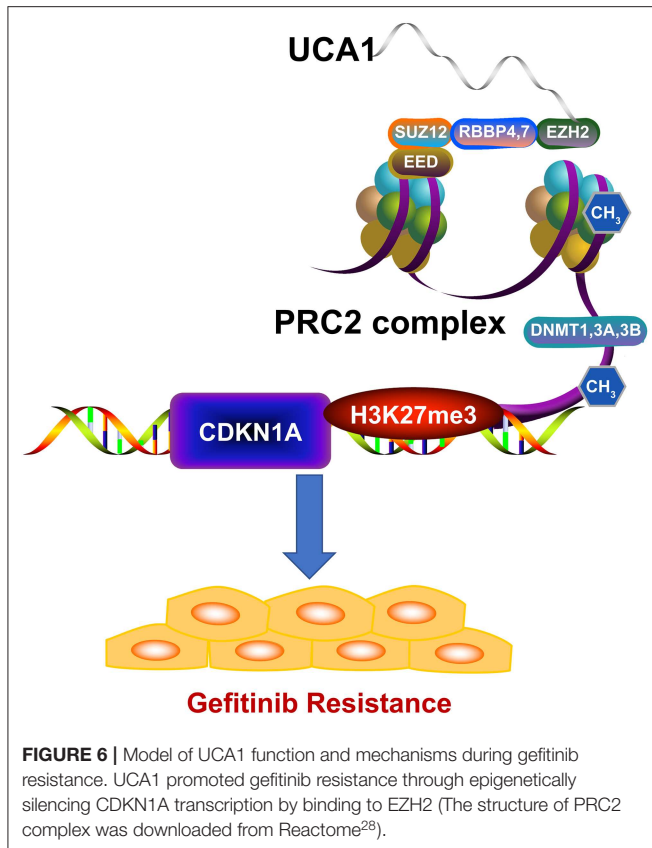 UCA1
SUZ12 RBBP4,7 EZH2
EED
CH3
PRC2 complex
DNMT1,3A,3B
CH3
CDKN1A
H3K27me3
Gefitinib Resistance
FIGURE 6 | Model of UCA1 function and mechanisms during gefitinib
resistance. UCA1 promoted gefitinib resistance through epigenetically
silencing CDKN1A transcription by binding to EZH2 (The structure of PRC2
complex was downloaded from Reactome28).